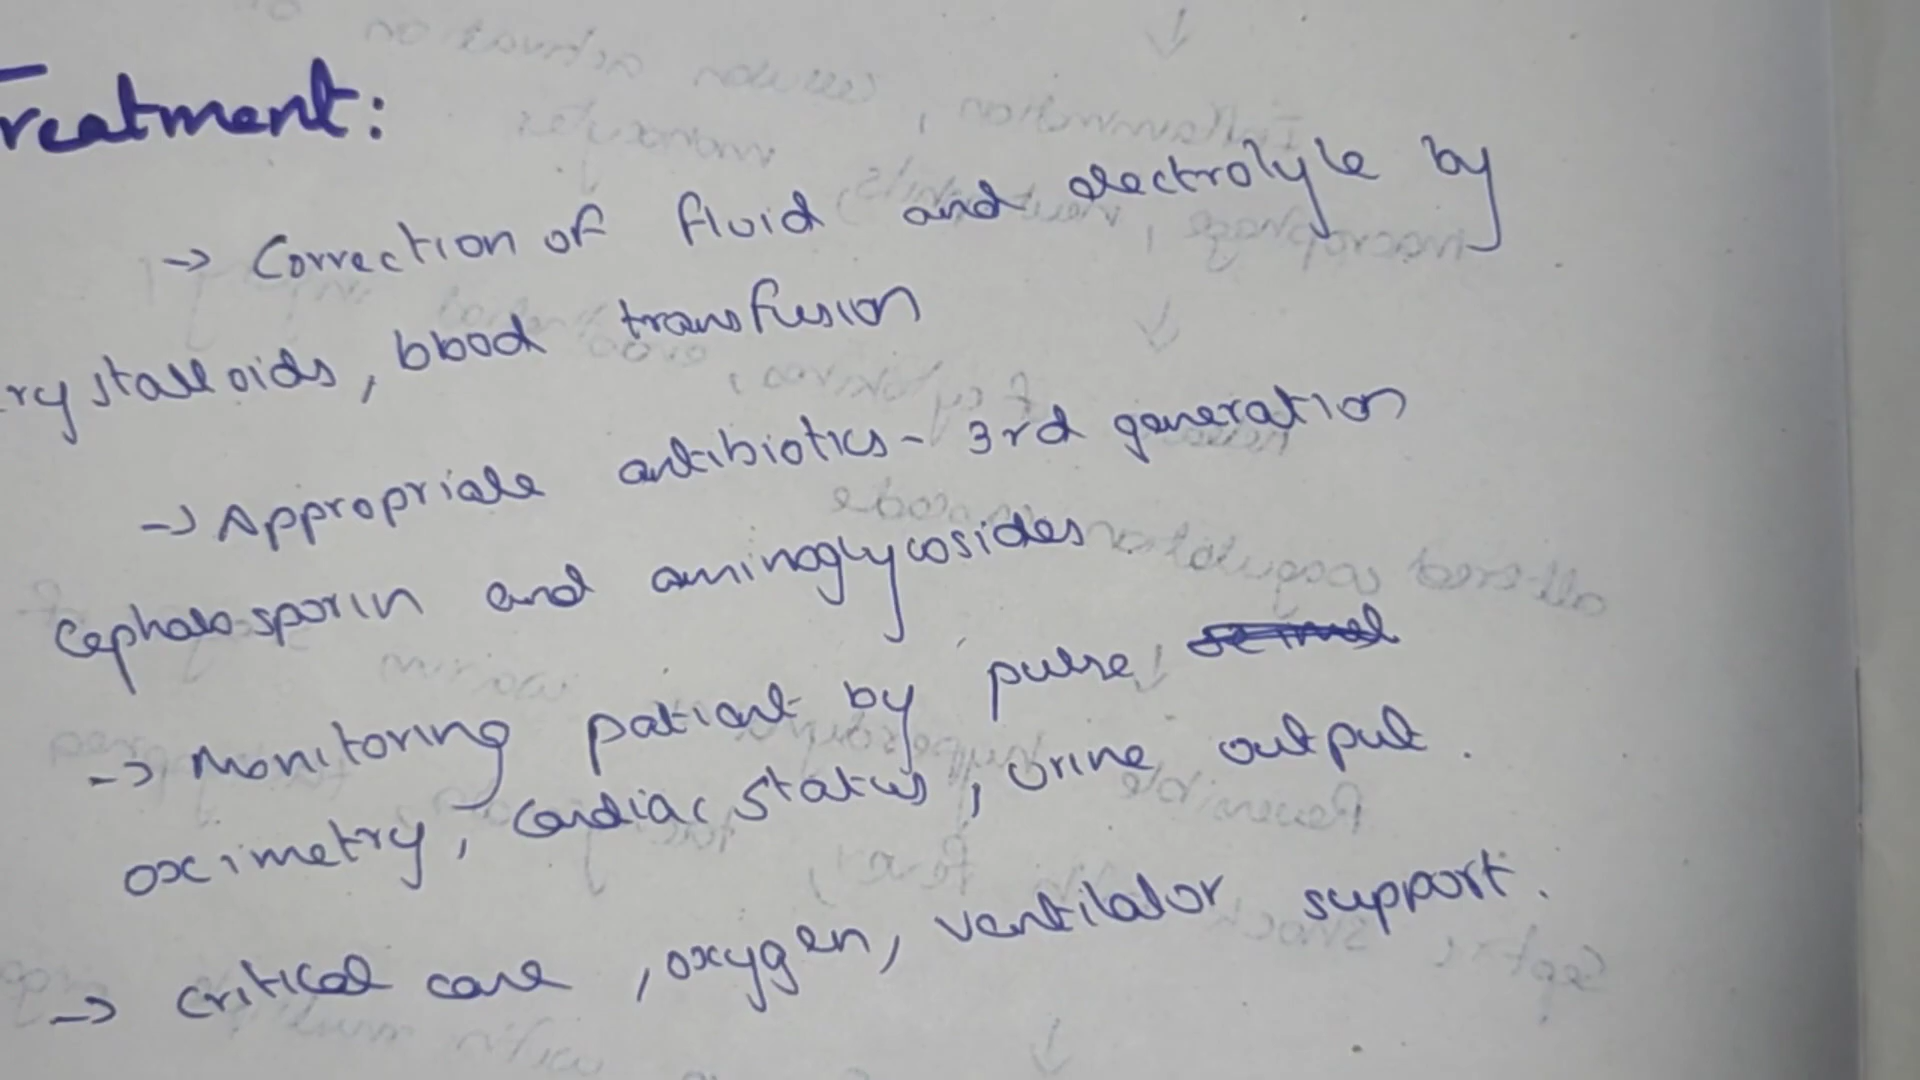 Treatment:
→ Correction of fluid and electrolyte by
crystalloids, blood transfusion
→ Appropriate antibiotics - 3rd generation
Cephalosporin and aminoglycosides
→ Monitoring patient by pulse
oximetry, cardiac status, urine output.
→ critical care, oxygen, ventilator support.